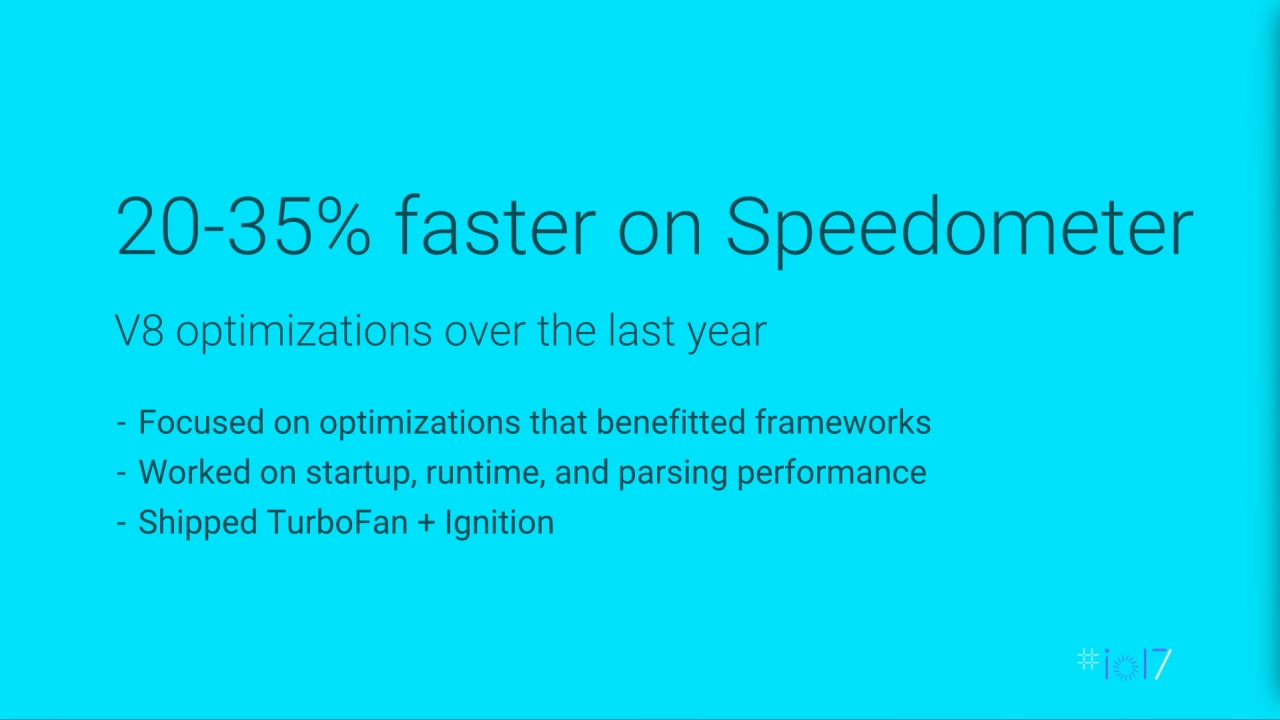 20-35% faster on Speedometer
V8 optimizations over the last year
- Focused on optimizations that benefitted frameworks
- Worked on startup, runtime, and parsing performance
- Shipped TurboFan + Ignition
#io17